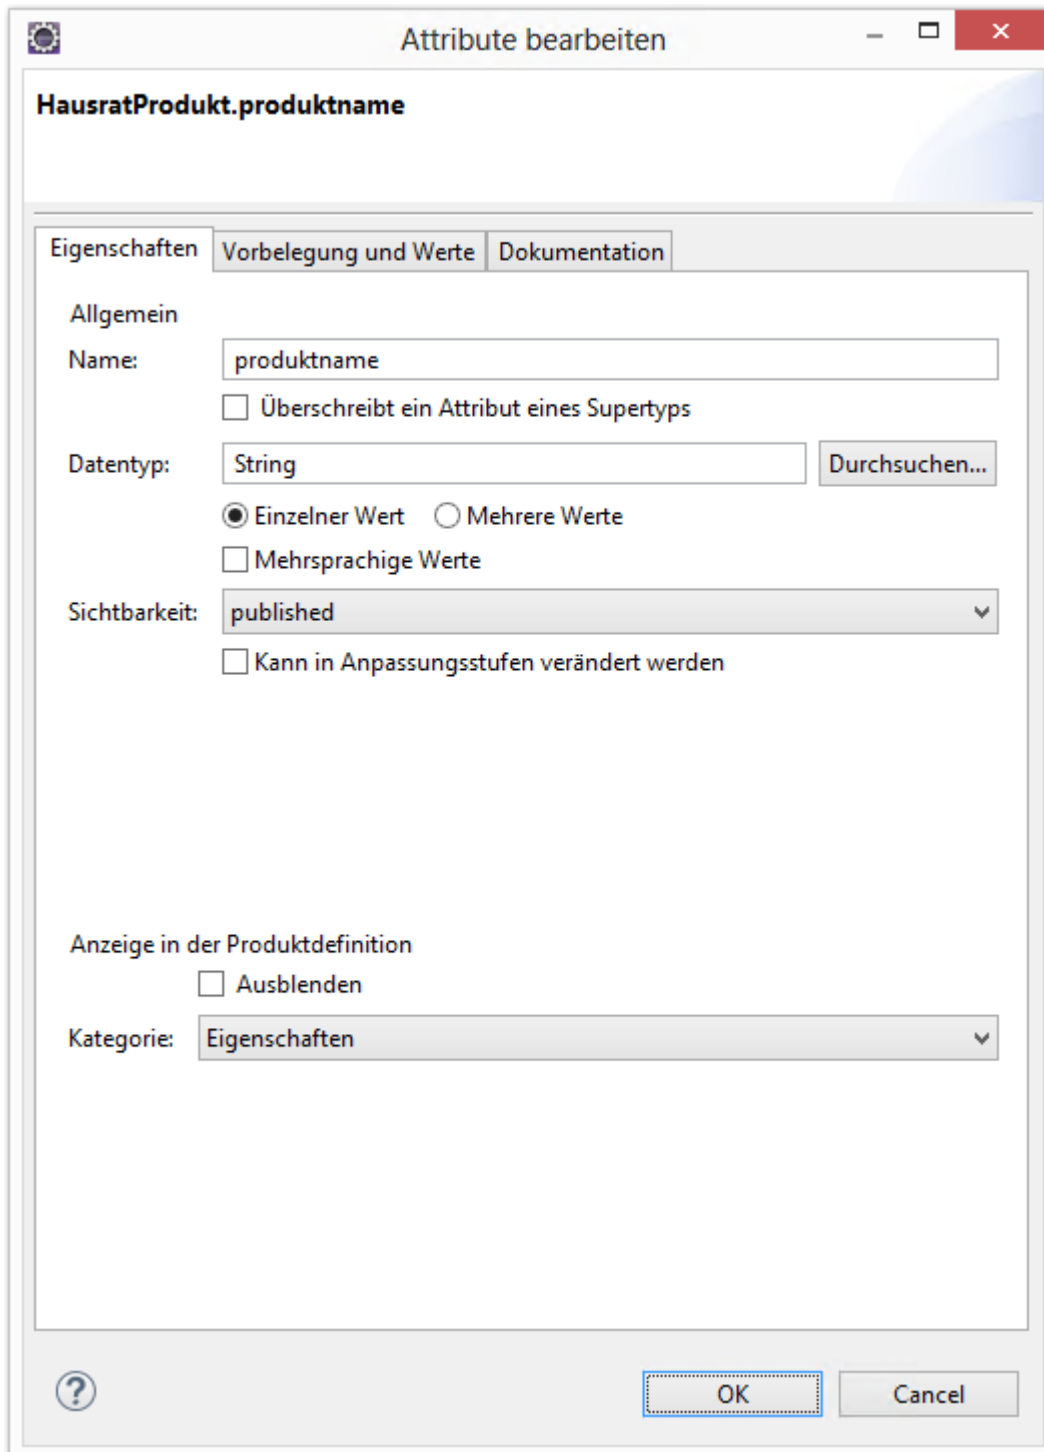 Attribute bearbeiten
HausratProdukt.produktname
Eigenschaften Vorbelegung und Werte Dokumentation
Allgemein
Name: produktname
Überschreibt ein Attribut eines Supertyps
Datentyp: String Durchsuchen...
Einzelner Wert Mehrere Werte
Mehrsprachige Werte
Sichtbarkeit: published
Kann in Anpassungsstufen verändert werden
Anzeige in der Produktdefinition
Ausblenden
Kategorie: Eigenschaften
? OK Cancel